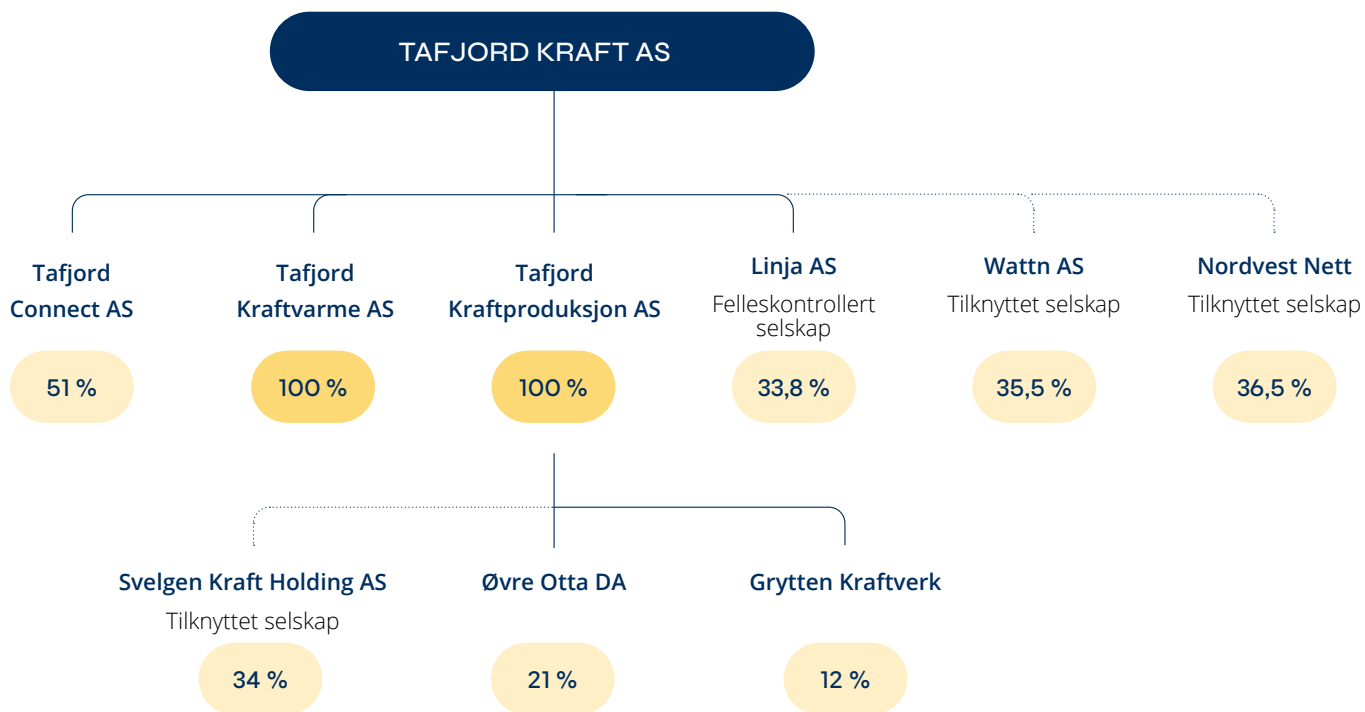 TAFJORD KRAFT AS
Tafjord
Connect AS
51 %
Tafjord
Kraftvarme AS
100 %
Tafjord
Kraftproduksjon AS
100 %
Linja AS
Felleskontrollert
selskap
33,8 %
Wattn AS
Tilknyttet selskap
35,5 %
Nordvest Nett
Tilknyttet selskap
36,5 %
Svelgen Kraft Holding AS
Tilknyttet selskap
34 %
Øvre Otta DA
21 %
Grytten Kraftverk
12 %